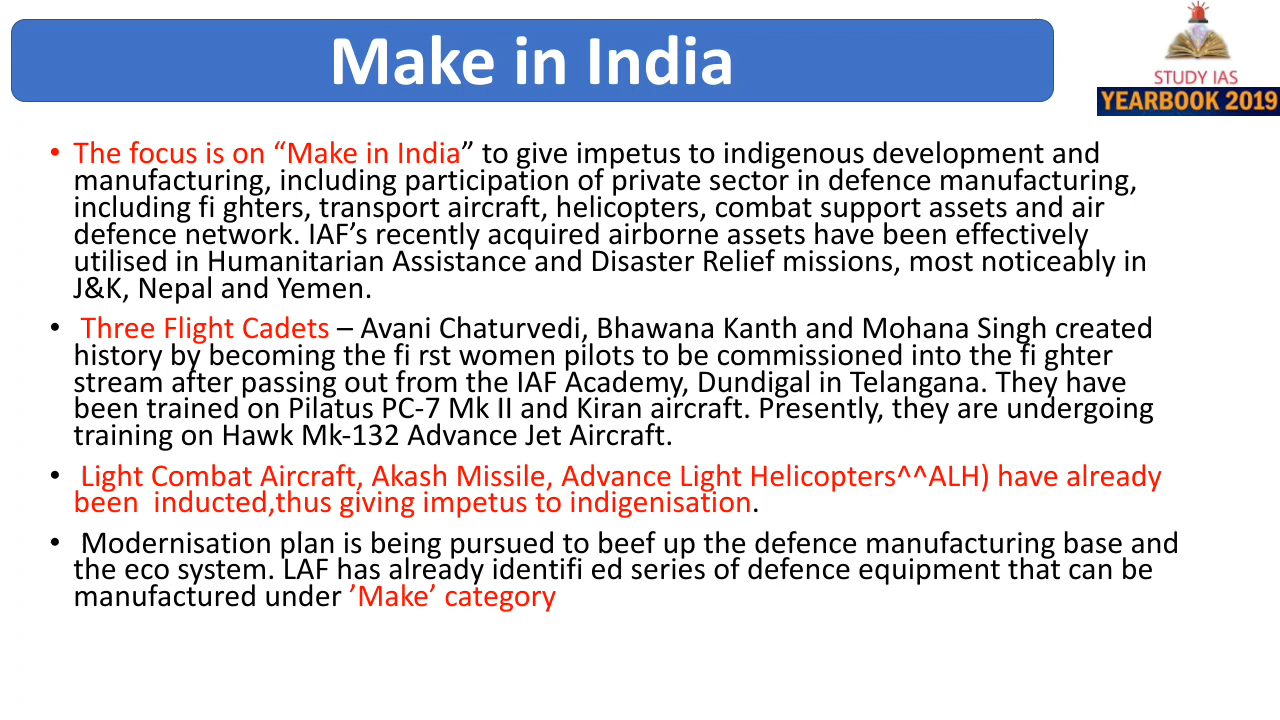 Make in India
STUDY IAS
YEARBOOK 2019
• The focus is on “Make in India” to give impetus to indigenous development and
manufacturing, including participation of private sector in defence manufacturing,
including fi ghters, transport aircraft, helicopters, combat support assets and air
defence network. IAF’s recently acquired airborne assets have been effectively
utilised in Humanitarian Assistance and Disaster Relief missions, most noticeably in
J&K, Nepal and Yemen.
• Three Flight Cadets – Avani Chaturvedi, Bhawana Kanth and Mohana Singh created
history by becoming the fi rst women pilots to be commissioned into the fi ghter
stream after passing out from the IAF Academy, Dundigal in Telangana. They have
been trained on Pilatus PC-7 Mk II and Kiran aircraft. Presently, they are undergoing
training on Hawk Mk-132 Advance Jet Aircraft.
• Light Combat Aircraft, Akash Missile, Advance Light Helicopters^^ALH) have already
been  inducted,thus giving impetus to indigenisation.
• Modernisation plan is being pursued to beef up the defence manufacturing base and
the eco system. LAF has already identifi ed series of defence equipment that can be
manufactured under ’Make’ category